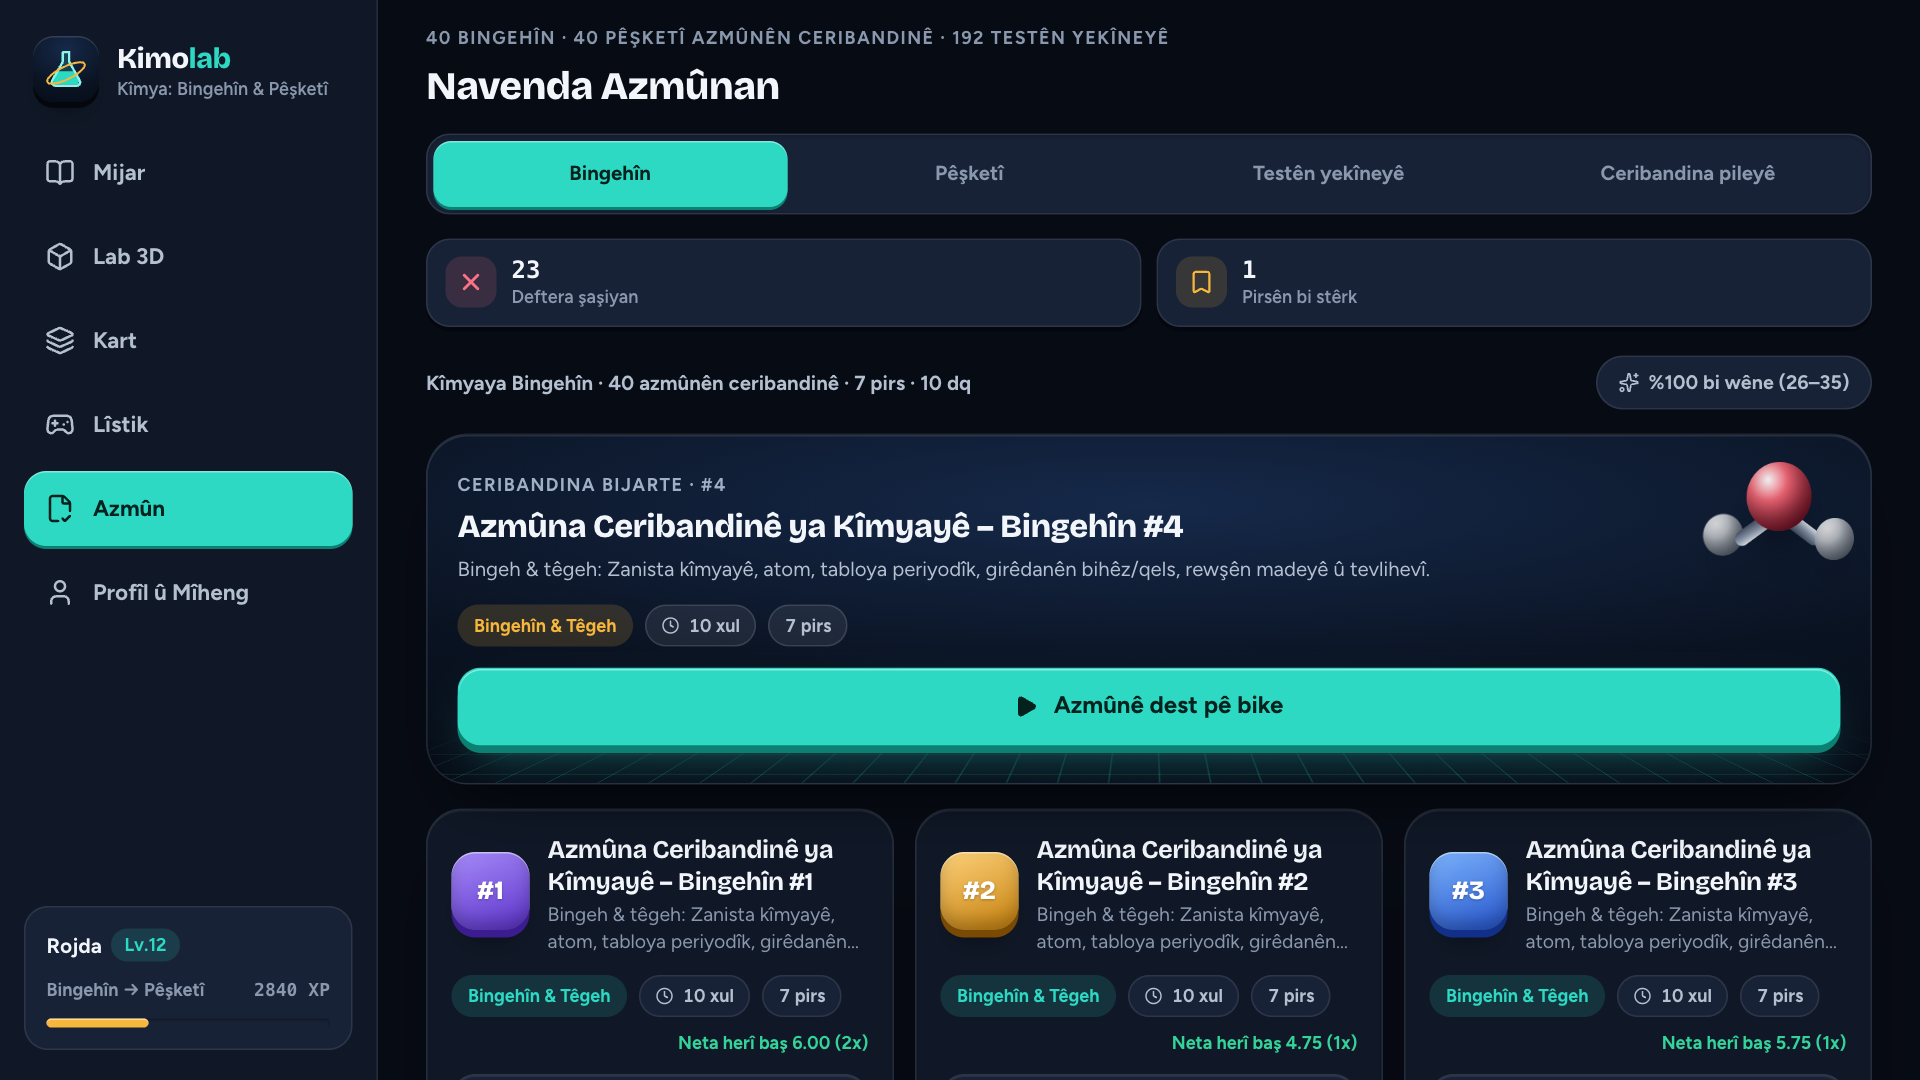 Kimolab
Kîmya: Bingehîn & Pêşketî
Mijar
Lab 3D
Kart
Lîstik
Azmûn
Profîl û Mîheng
Rojda Lv.12
Bingehîn → Pêşketî 2840 XP
40 BINGEHÎN · 40 PÊŞKETÎ AZMÛNÊN CERIBANDINÊ · 192 TESTÊN YEKÎNEYÊ
Navenda Azmûnan
Bingehîn Pêşketî Testên yekîneyê Ceribandina pileyê
23
Deftera şaşiyan
1
Pirsên bi stêrk
Kîmyaya Bingehîn · 40 azmûnên ceribandinê · 7 pirs · 10 dq
%100 bi wêne (26–35)
CERIBANDINA BIJARTE · #4
Azmûna Ceribandinê ya Kîmyayê – Bingehîn #4
Bingeh & têgeh: Zanista kîmyayê, atom, tabloya periyodîk, girêdanên bihêz/qels, rewşên madeyê û tevlihevî.
Bingehîn & Têgeh 10 xul 7 pirs
Azmûnê dest pê bike
#1
Azmûna Ceribandinê ya
Kîmyayê – Bingehîn #1
Bingeh & têgeh: Zanista kîmyayê,
atom, tabloya periyodîk, girêdanên...
Bingehîn & Têgeh 10 xul 7 pirs
Neta herî baş 6.00 (2x)
#2
Azmûna Ceribandinê ya
Kîmyayê – Bingehîn #2
Bingeh & têgeh: Zanista kîmyayê,
atom, tabloya periyodîk, girêdanên...
Bingehîn & Têgeh 10 xul 7 pirs
Neta herî baş 4.75 (1x)
#3
Azmûna Ceribandinê ya
Kîmyayê – Bingehîn #3
Bingeh & têgeh: Zanista kîmyayê,
atom, tabloya periyodîk, girêdanên...
Bingehîn & Têgeh 10 xul 7 pirs
Neta herî baş 5.75 (1x)